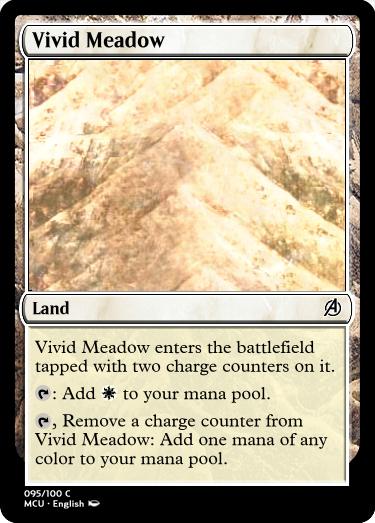 Vivid Meadow
Land
Vivid Meadow enters the battlefield
tapped with two charge counters on it.
: Add to your mana pool.
, Remove a charge counter from
Vivid Meadow: Add one mana of any
color to your mana pool.
095/100 C
MCU • English